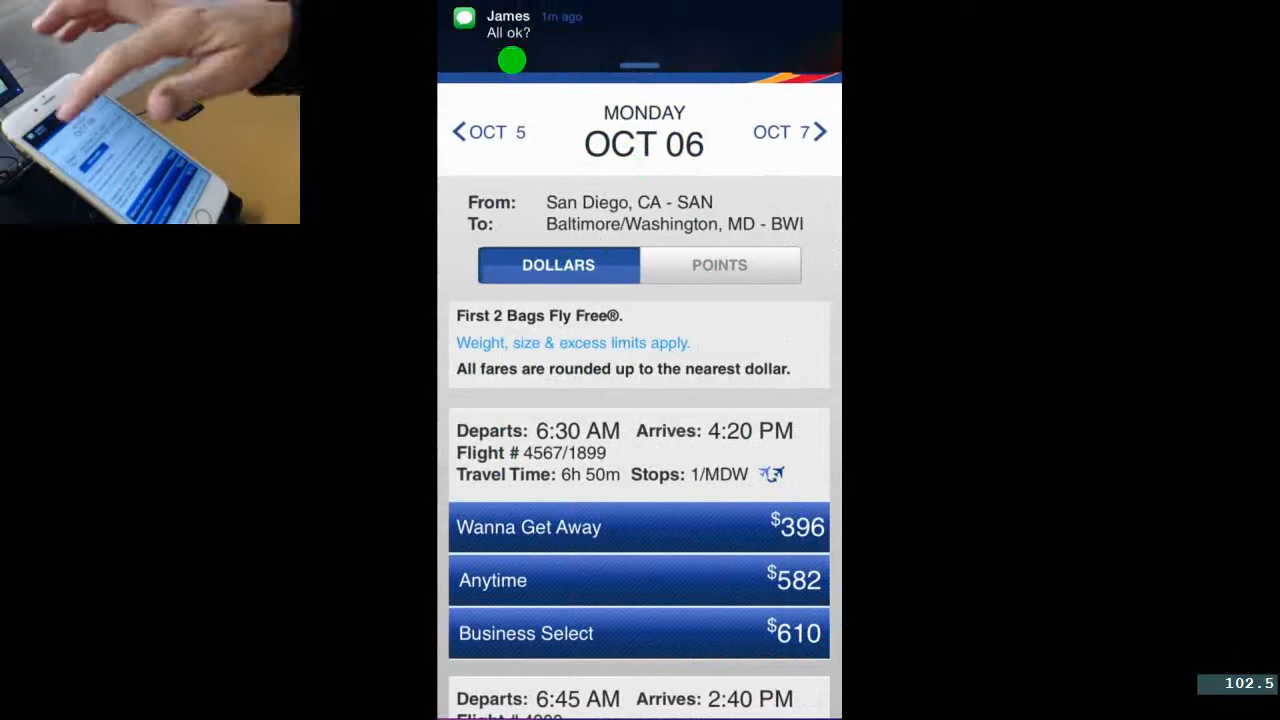 James 1m ago
All ok?
MONDAY
OCT 5 OCT 06 OCT 7
From: San Diego, CA - SAN
To: Baltimore/Washington, MD - BWI
DOLLARS POINTS
First 2 Bags Fly Free®.
Weight, size & excess limits apply.
All fares are rounded up to the nearest dollar.
Departs: 6:30 AM Arrives: 4:20 PM
Flight # 4567/1899
Travel Time: 6h 50m Stops: 1/MDW
Wanna Get Away $396
Anytime $582
Business Select $610
Departs: 6:45 AM Arrives: 2:40 PM
Flight #
102.5